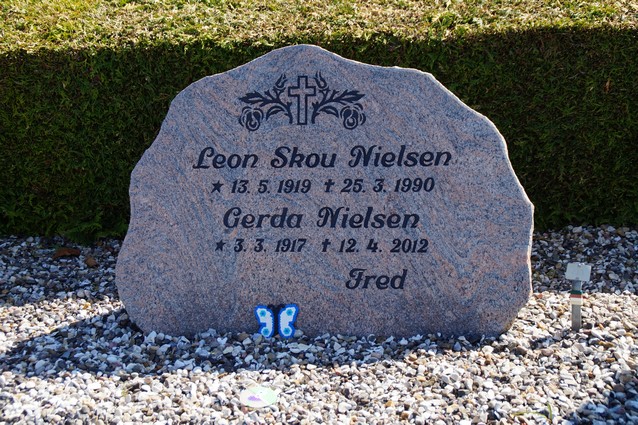 Leon Skou Nielsen
★ 13. 5. 1919 ✝ 25. 3. 1990
Gerda Nielsen
★ 3. 3. 1917 ✝ 12. 4. 2012
Fred